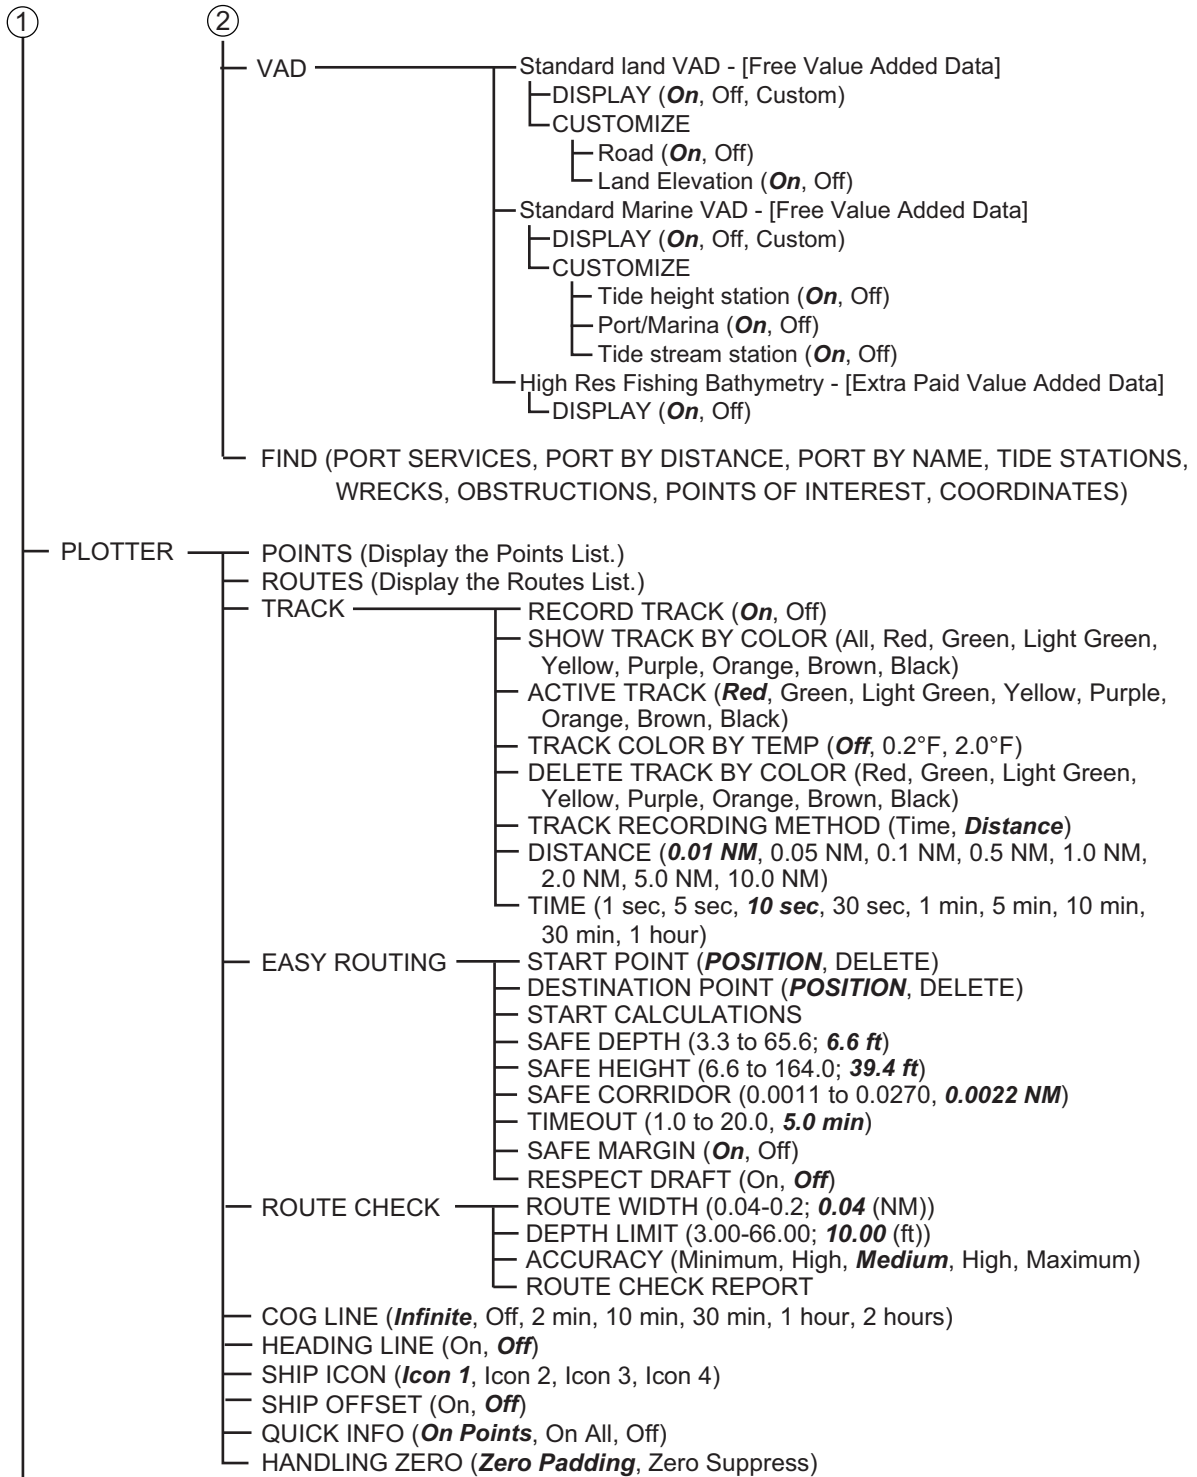 1
2
VAD
Standard land VAD - [Free Value Added Data]
DISPLAY (On, Off, Custom)
CUSTOMIZE
Road (On, Off)
Land Elevation (On, Off)
Standard Marine VAD - [Free Value Added Data]
DISPLAY (On, Off, Custom)
CUSTOMIZE
Tide height station (On, Off)
Port/Marina (On, Off)
Tide stream station (On, Off)
High Res Fishing Bathymetry - [Extra Paid Value Added Data]
DISPLAY (On, Off)
FIND (PORT SERVICES, PORT BY DISTANCE, PORT BY NAME, TIDE STATIONS,
WRECKS, OBSTRUCTIONS, POINTS OF INTEREST, COORDINATES)
PLOTTER
POINTS (Display the Points List.)
ROUTES (Display the Routes List.)
TRACK
RECORD TRACK (On, Off)
SHOW TRACK BY COLOR (All, Red, Green, Light Green,
Yellow, Purple, Orange, Brown, Black)
ACTIVE TRACK (Red, Green, Light Green, Yellow, Purple,
Orange, Brown, Black)
TRACK COLOR BY TEMP (Off, 0.2°F, 2.0°F)
DELETE TRACK BY COLOR (Red, Green, Light Green,
Yellow, Purple, Orange, Brown, Black)
TRACK RECORDING METHOD (Time, Distance)
DISTANCE (0.01 NM, 0.05 NM, 0.1 NM, 0.5 NM, 1.0 NM,
2.0 NM, 5.0 NM, 10.0 NM)
TIME (1 sec, 5 sec, 10 sec, 30 sec, 1 min, 5 min, 10 min,
30 min, 1 hour)
EASY ROUTING
START POINT (POSITION, DELETE)
DESTINATION POINT (POSITION, DELETE)
START CALCULATIONS
SAFE DEPTH (3.3 to 65.6; 6.6 ft)
SAFE HEIGHT (6.6 to 164.0; 39.4 ft)
SAFE CORRIDOR (0.0011 to 0.0270, 0.0022 NM)
TIMEOUT (1.0 to 20.0, 5.0 min)
SAFE MARGIN (On, Off)
RESPECT DRAFT (On, Off)
ROUTE CHECK
ROUTE WIDTH (0.04-0.2; 0.04 (NM))
DEPTH LIMIT (3.00-66.00; 10.00 (ft))
ACCURACY (Minimum, High, Medium, High, Maximum)
ROUTE CHECK REPORT
COG LINE (Infinite, Off, 2 min, 10 min, 30 min, 1 hour, 2 hours)
HEADING LINE (On, Off)
SHIP ICON (Icon 1, Icon 2, Icon 3, Icon 4)
SHIP OFFSET (On, Off)
QUICK INFO (On Points, On All, Off)
HANDLING ZERO (Zero Padding, Zero Suppress)